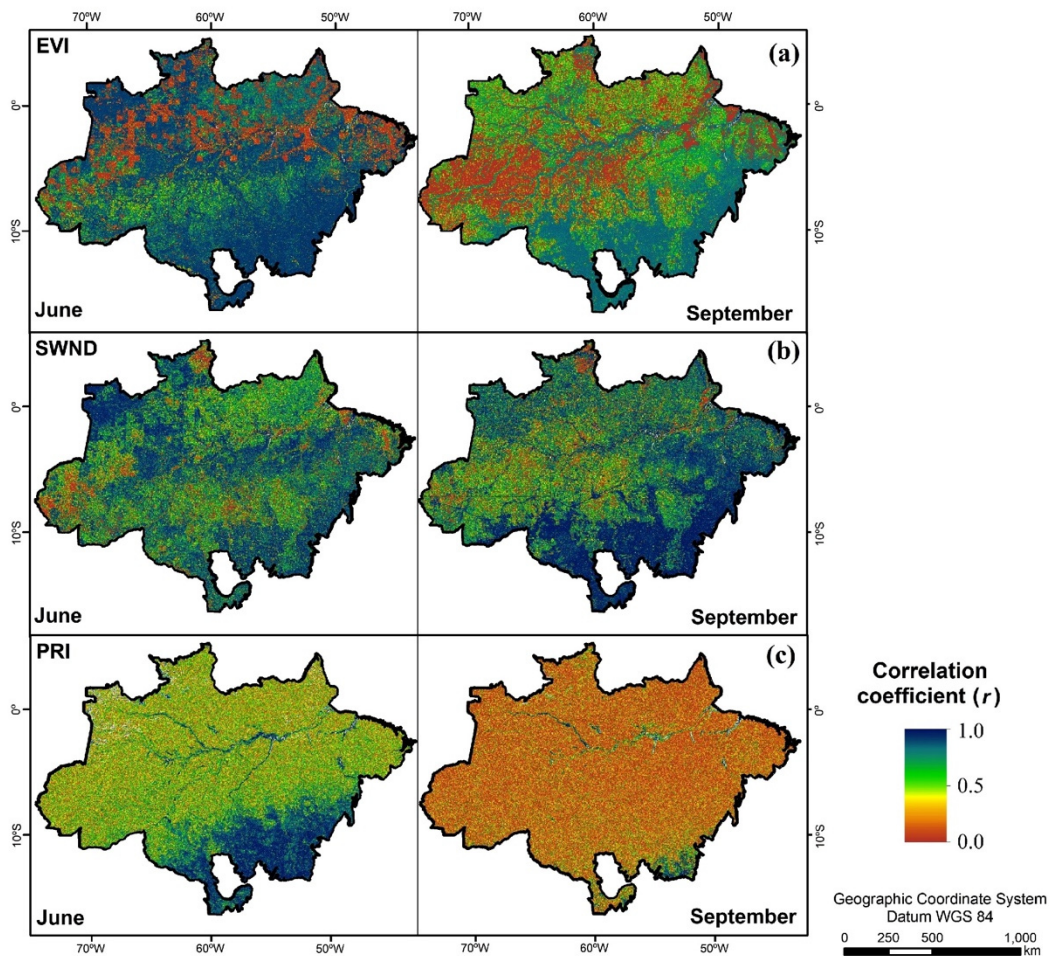 70°W 60°W 50°W 70°W 60°W 50°W
EVI
(a)
0°
0°
10°S
10°S
June
September
SWND
(b)
0°
0°
10°S
10°S
June
September
PRI
(c)
0°
0°
10°S
10°S
June
September
70°W 60°W 50°W 70°W 60°W 50°W
Correlation
coefficient (r)
1.0
0.5
0.0
Geographic Coordinate System
Datum WGS 84
0 250 500 1,000
km